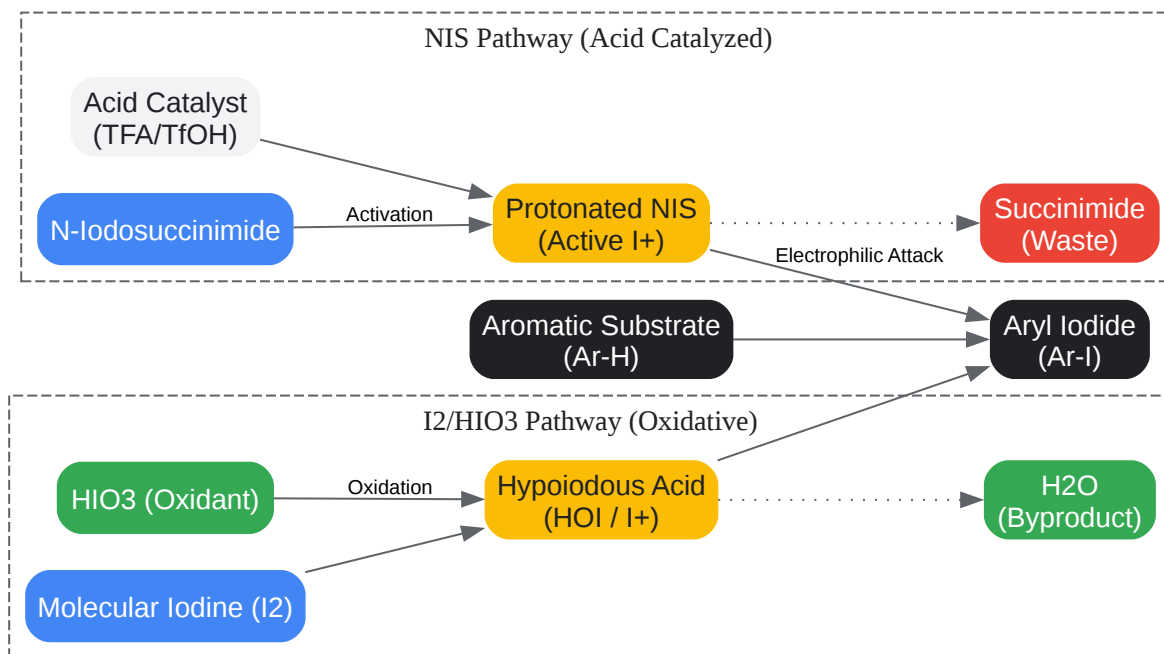 NIS Pathway (Acid Catalyzed)
Acid Catalyst
(TFA/TfOH)
N-Iodosuccinimide
Activation
Protonated NIS
(Active I+)
Succinimide
(Waste)
Electrophilic Attack
Aromatic Substrate
(Ar-H)
Aryl Iodide
(Ar-I)
I2/HIO3 Pathway (Oxidative)
HIO3 (Oxidant)
Oxidation
Hypoiodous Acid
(HOI / I+)
H2O
(Byproduct)
Molecular Iodine (I2)